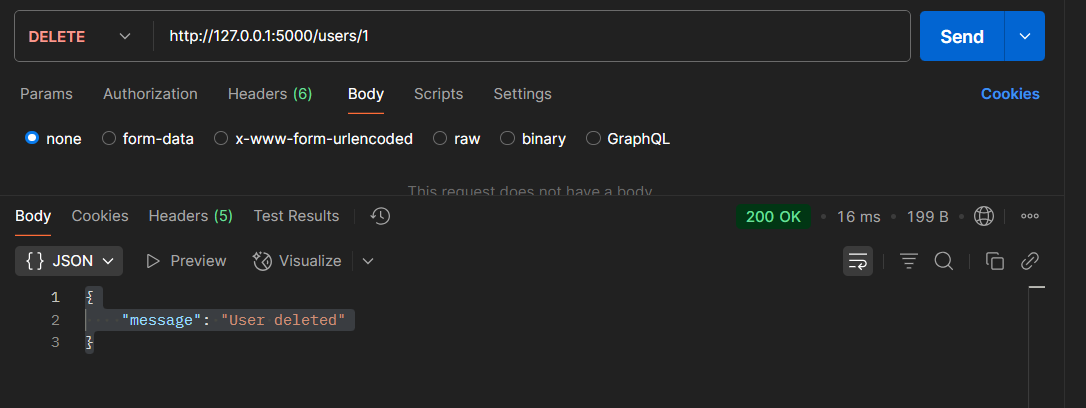 DELETE http://127.0.0.1:5000/users/1 Send
Params Authorization Headers (6) Body Scripts Settings Cookies
none form-data x-www-form-urlencoded raw binary GraphQL
This request does not have a body
Body Cookies Headers (5) Test Results 200 OK 16 ms 199 B
{} JSON Preview Visualize
1 {
2 "message": "User deleted"
3 }